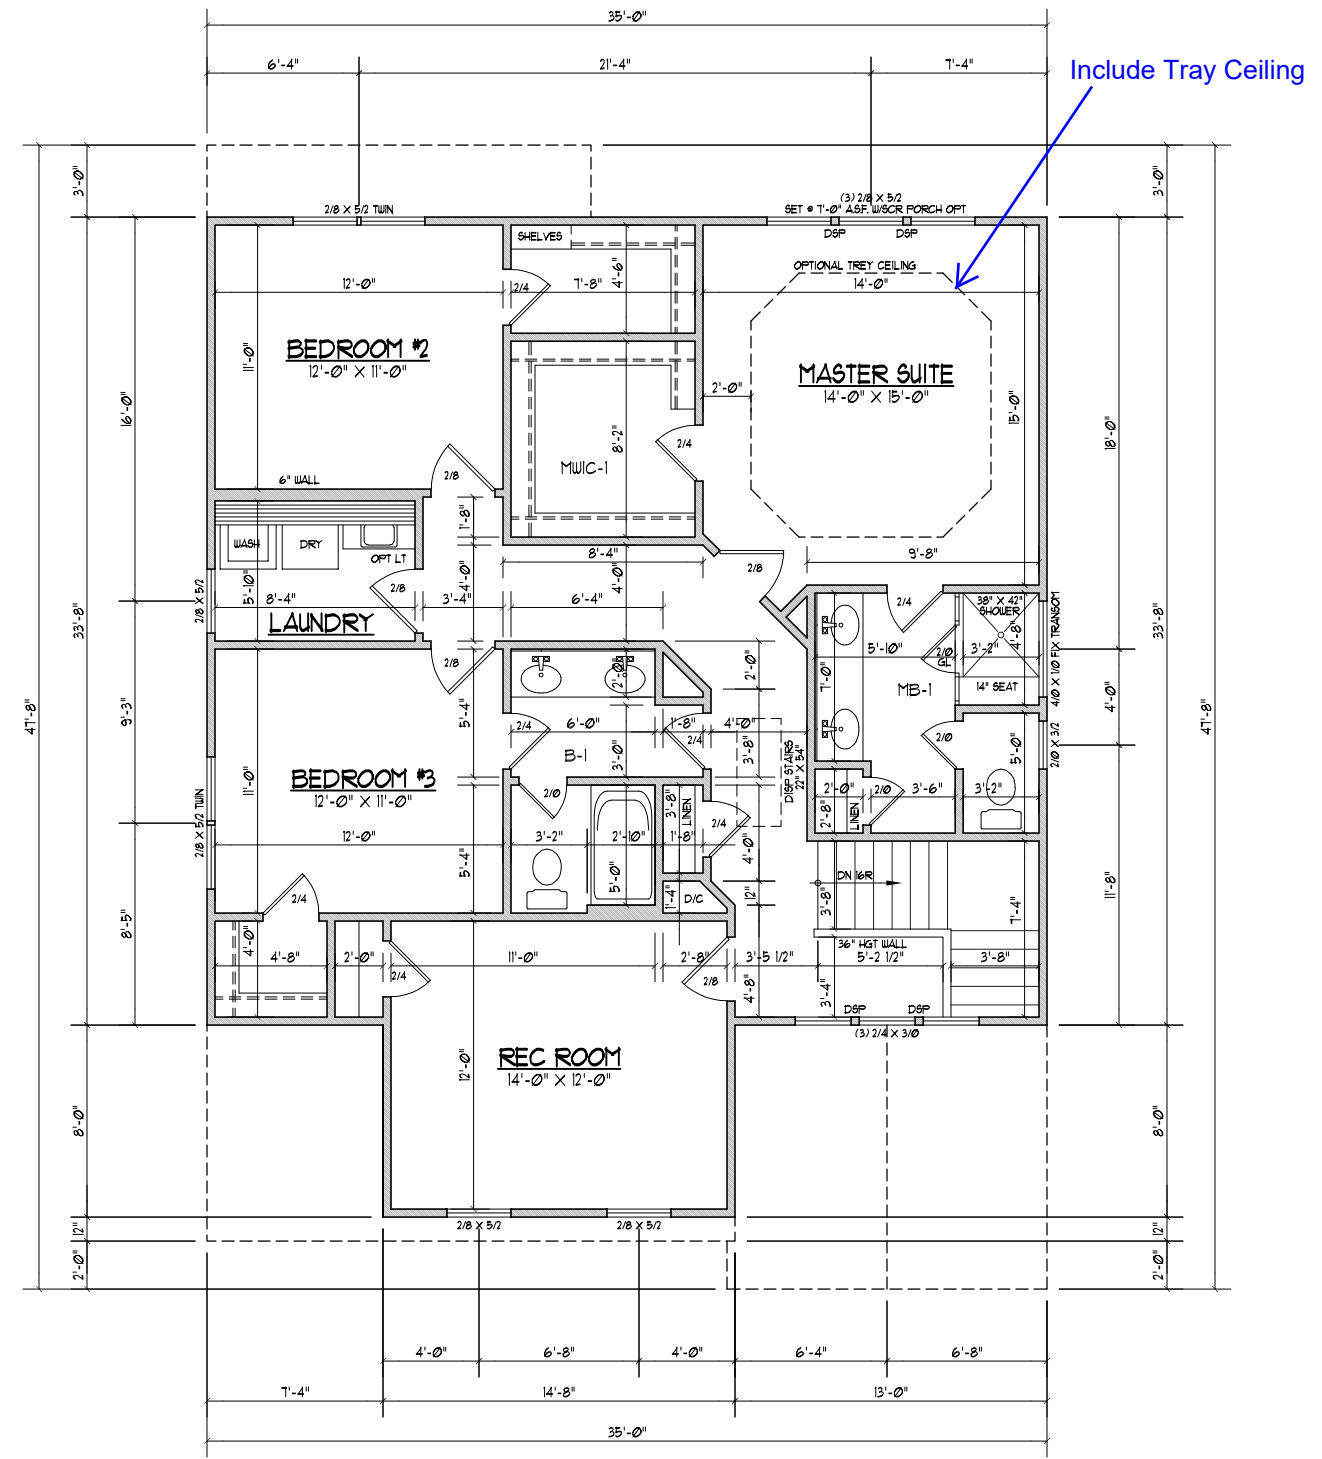 35'-0"
6'-4"
21'-4"
7'-4"
Include Tray Ceiling
3'-0"
3'-0"
(3) 2/8 X 5/2
2/8 X 5/2 TWIN
SET @ 7'-0" A.S.F. W/SCR PORCH OPT
DSP
DSP
SHELVES
OPTIONAL TREY CEILING
12'-0"
2/4
7'-8"
4'-6"
14'-0"
BEDROOM #2
12'-0" X 11'-0"
11'-0"
MASTER SUITE
14'-0" X 15'-0"
2'-0"
15'-0"
16'-0"
18'-0"
8'-2"
2/4
MWIC-1
2/8
6" WALL
1'-8"
WASH
DRY
OPT LT
8'-4"
9'-8"
2/8
4'-0"
4'-0"
2/8
5'-10"
2/8 X 5/2
8'-4"
3'-4"
6'-4"
LAUNDRY
33'-8"
33'-8"
2/4
38" X 42"
SHOWER
4'-8"
4/0 X 1/0 FIX TRANSOM
5'-10"
2/0
GL
3'-2"
14" SEAT
7'-0"
MB-1
2/8
2'-0"
2'-0"
4'-0"
47'-8"
47'-8"
9'-3"
5'-4"
2/4
6'-0"
1'-8"
4'-0"
2/4
B-1
3'-0"
3'-8"
DISP STAIRS
22" X 54"
2/0
5'-0"
2/0 X 3/2
BEDROOM #3
12'-0" X 11'-0"
11'-0"
2/0
2'-0"
2/0
3'-6"
3'-2"
2'-8"
LINEN
3'-8"
LINEN
2/4
2/8 X 5/2 TWIN
12'-0"
3'-2"
2'-10"
1'-8"
4'-0"
5'-4"
5'-0"
DN 16R
11'-8"
2/4
1'-4"
D/C
12"
3'-8"
7'-4"
8'-5"
4'-0"
36" HGT WALL
4'-8"
2'-0"
11'-0"
2'-8"
3'-5 1/2"
5'-2 1/2"
3'-8"
2/4
2/8
4'-8"
3'-4"
DSP
DSP
(3) 2/4 X 3/0
REC ROOM
14'-0" X 12'-0"
12'-0"
8'-0"
8'-0"
2/8 X 5/2
2/8 X 5/2
12"
12"
2'-0"
2'-0"
4'-0"
6'-8"
4'-0"
6'-4"
6'-8"
7'-4"
14'-8"
13'-0"
35'-0"